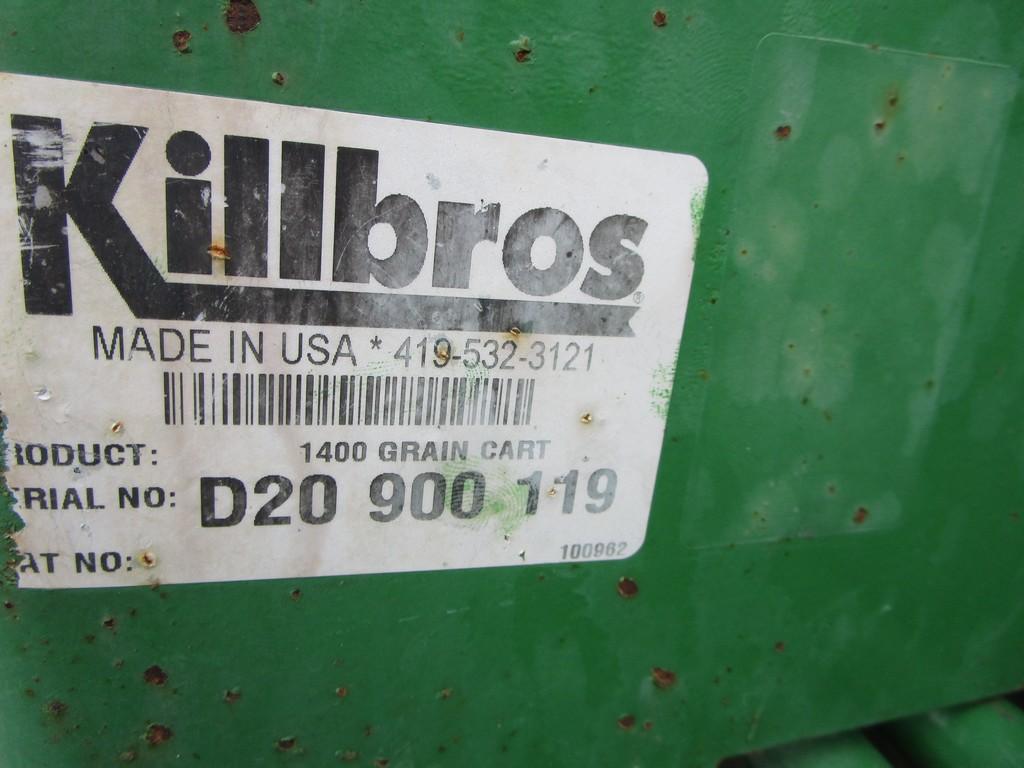 Killbros®
MADE IN USA * 419-532-3121
RODUCT: 1400 GRAIN CART
ERIAL NO: D20 900 119
AT NO:
100962